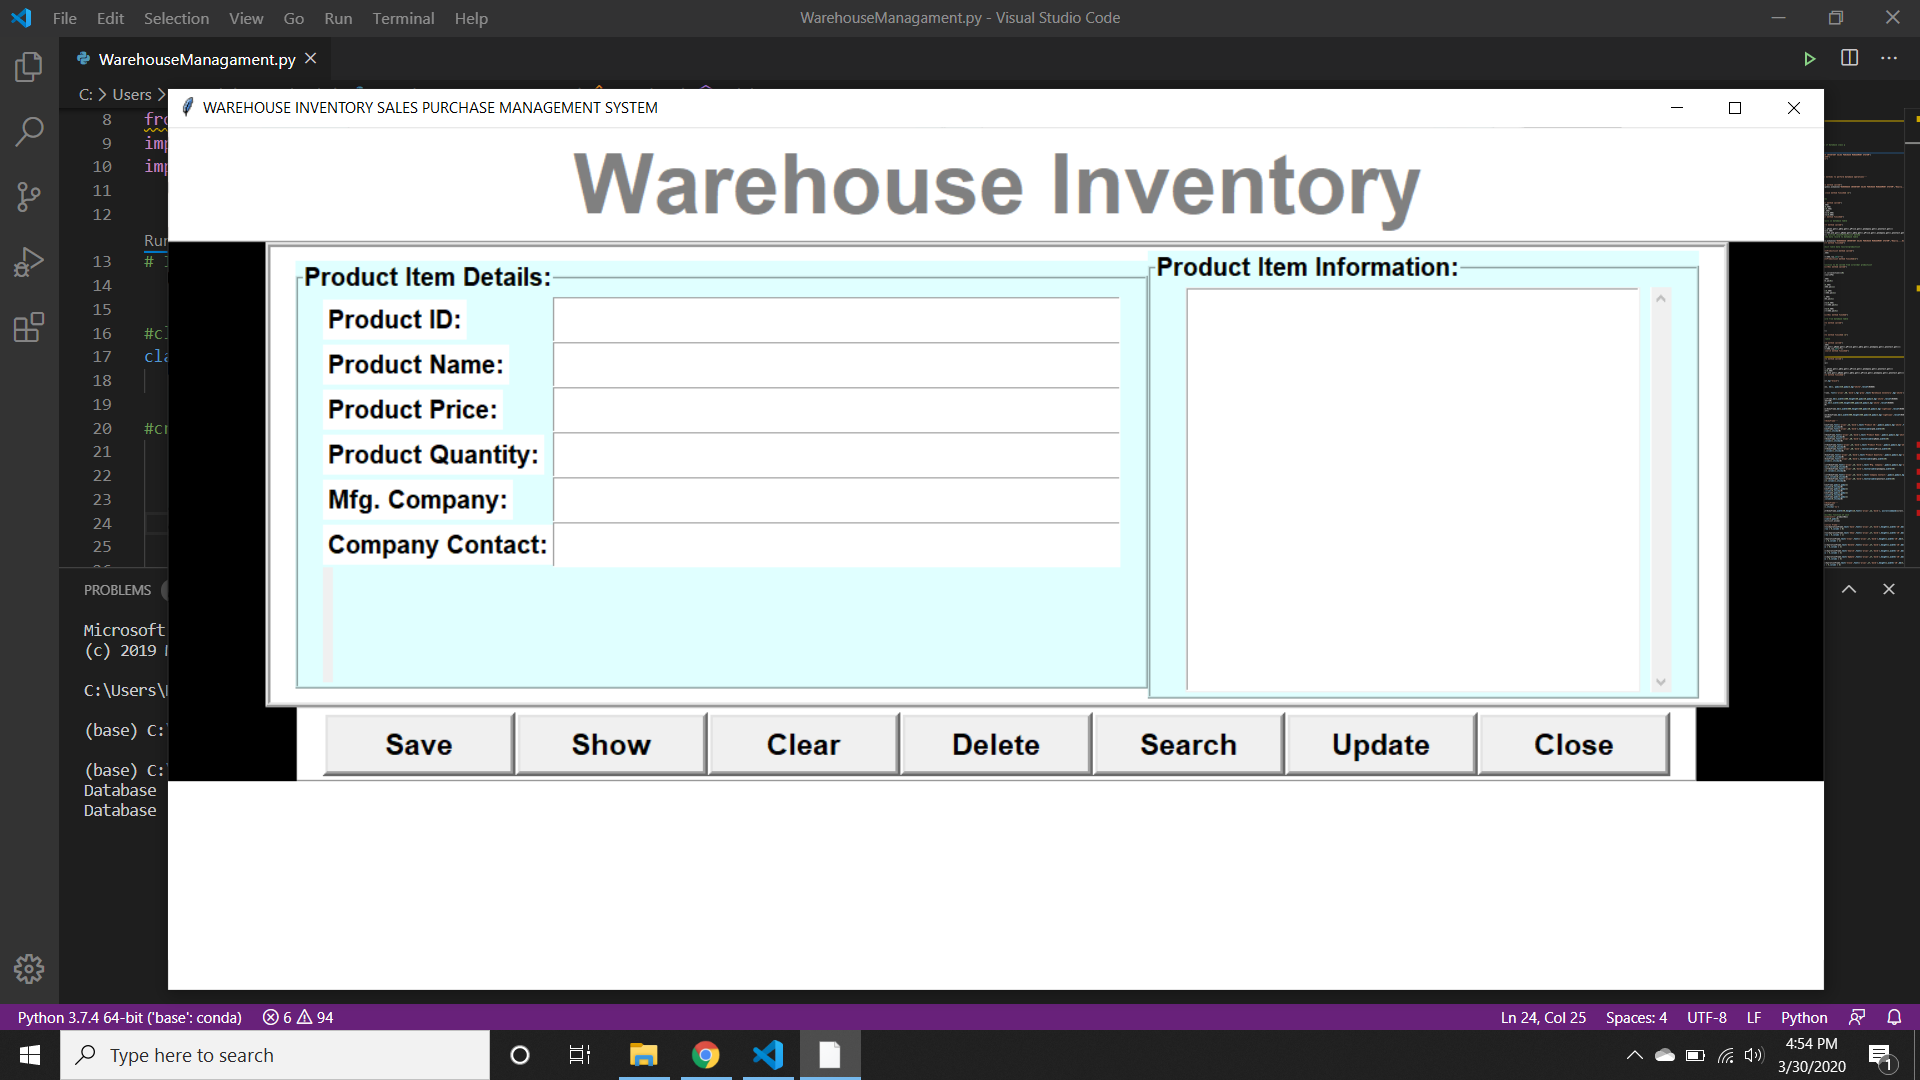 File Edit Selection View Go Run Terminal Help
WarehouseManagament.py - Visual Studio Code
WarehouseManagament.py
C: > Users >
WAREHOUSE INVENTORY SALES PURCHASE MANAGEMENT SYSTEM
8 fro
9 imp
10 imp
11
12
Run
13 #
14
15
16 #cl
17 cla
18
19
20 #cr
21
22
23
24
25
Warehouse Inventory
Product Item Details:
Product ID:
Product Name:
Product Price:
Product Quantity:
Mfg. Company:
Company Contact:
Product Item Information:
Save Show Clear Delete Search Update Close
PROBLEMS
Microsoft
(c) 2019
C:\Users\
(base) C:
(base) C:
Database
Database
Python 3.7.4 64-bit ('base': conda) 6 94
Ln 24, Col 25 Spaces: 4 UTF-8 LF Python
Type here to search
4:54 PM
3/30/2020
1